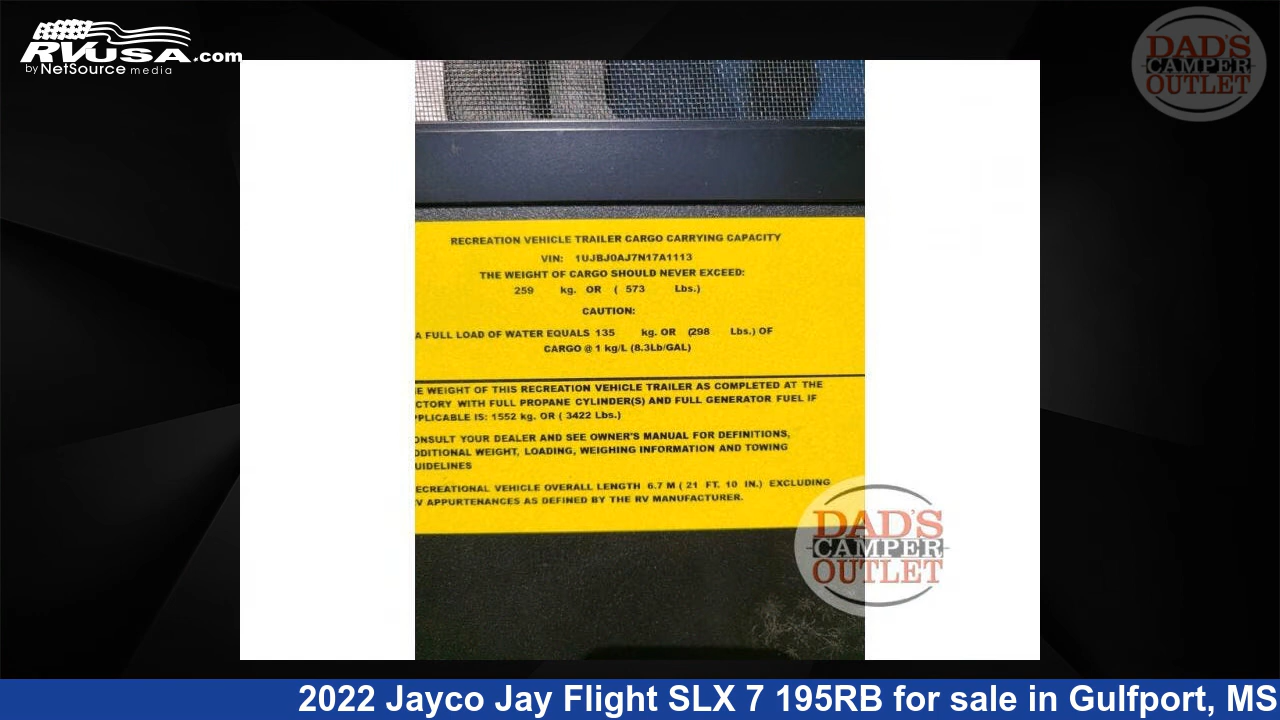 RVUSA.com
by NetSource media
DAD'S
CAMPER
OUTLET
RECREATION VEHICLE TRAILER CARGO CARRYING CAPACITY
VIN: 1UJBJ0AJ7N17A1113
THE WEIGHT OF CARGO SHOULD NEVER EXCEED:
259 kg. OR ( 573 Lbs.)
CAUTION:
A FULL LOAD OF WATER EQUALS 135 kg. OR (298 Lbs.) OF
CARGO @ 1 kg/L (8.3Lb/GAL)
E WEIGHT OF THIS RECREATION VEHICLE TRAILER AS COMPLETED AT THE
CTORY WITH FULL PROPANE CYLINDER(S) AND FULL GENERATOR FUEL IF
PPLICABLE IS: 1552 kg. OR ( 3422 Lbs.)
ONSULT YOUR DEALER AND SEE OWNER'S MANUAL FOR DEFINITIONS,
DDITIONAL WEIGHT, LOADING, WEIGHING INFORMATION AND TOWING
UIDELINES
ECREATIONAL VEHICLE OVERALL LENGTH 6.7 M ( 21 FT. 10 IN.) EXCLUDING
V APPURTENANCES AS DEFINED BY THE RV MANUFACTURER.
DAD'S
CAMPER
OUTLET
2022 Jayco Jay Flight SLX 7 195RB for sale in Gulfport, MS